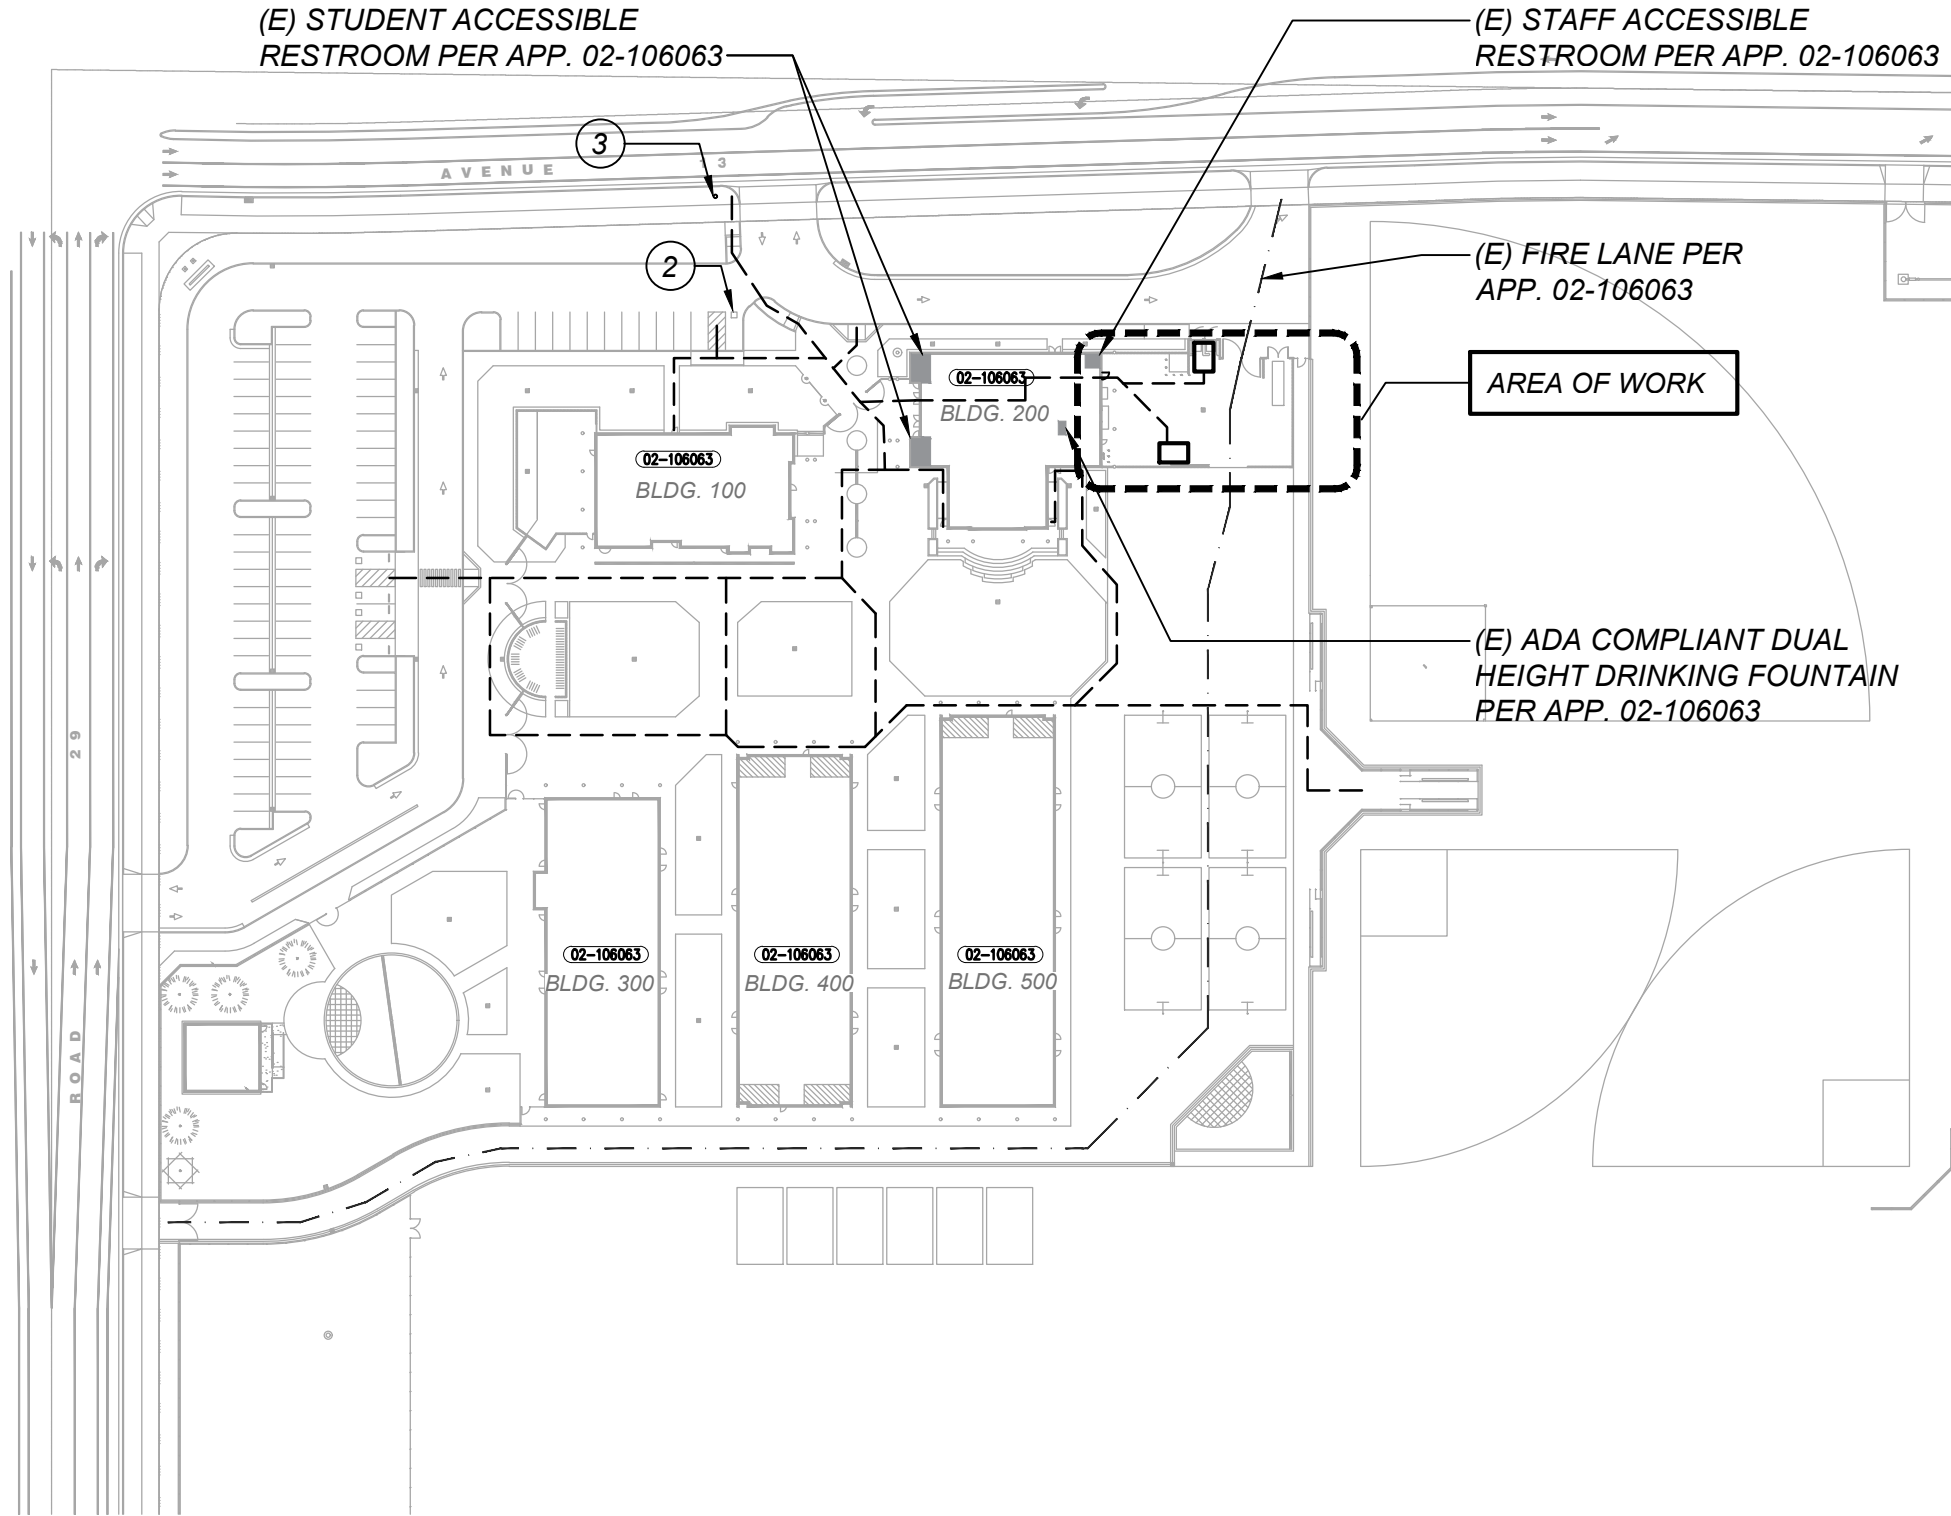 (E) STUDENT ACCESSIBLE
RESTROOM PER APP. 02-106063
(E) STAFF ACCESSIBLE
RESTROOM PER APP. 02-106063
3
AVENUE 13
2
(E) FIRE LANE PER
APP. 02-106063
AREA OF WORK
02-106063
BLDG. 200
02-106063
BLDG. 100
(E) ADA COMPLIANT DUAL
HEIGHT DRINKING FOUNTAIN
PER APP. 02-106063
ROAD 29
02-106063
BLDG. 300
02-106063
BLDG. 400
02-106063
BLDG. 500